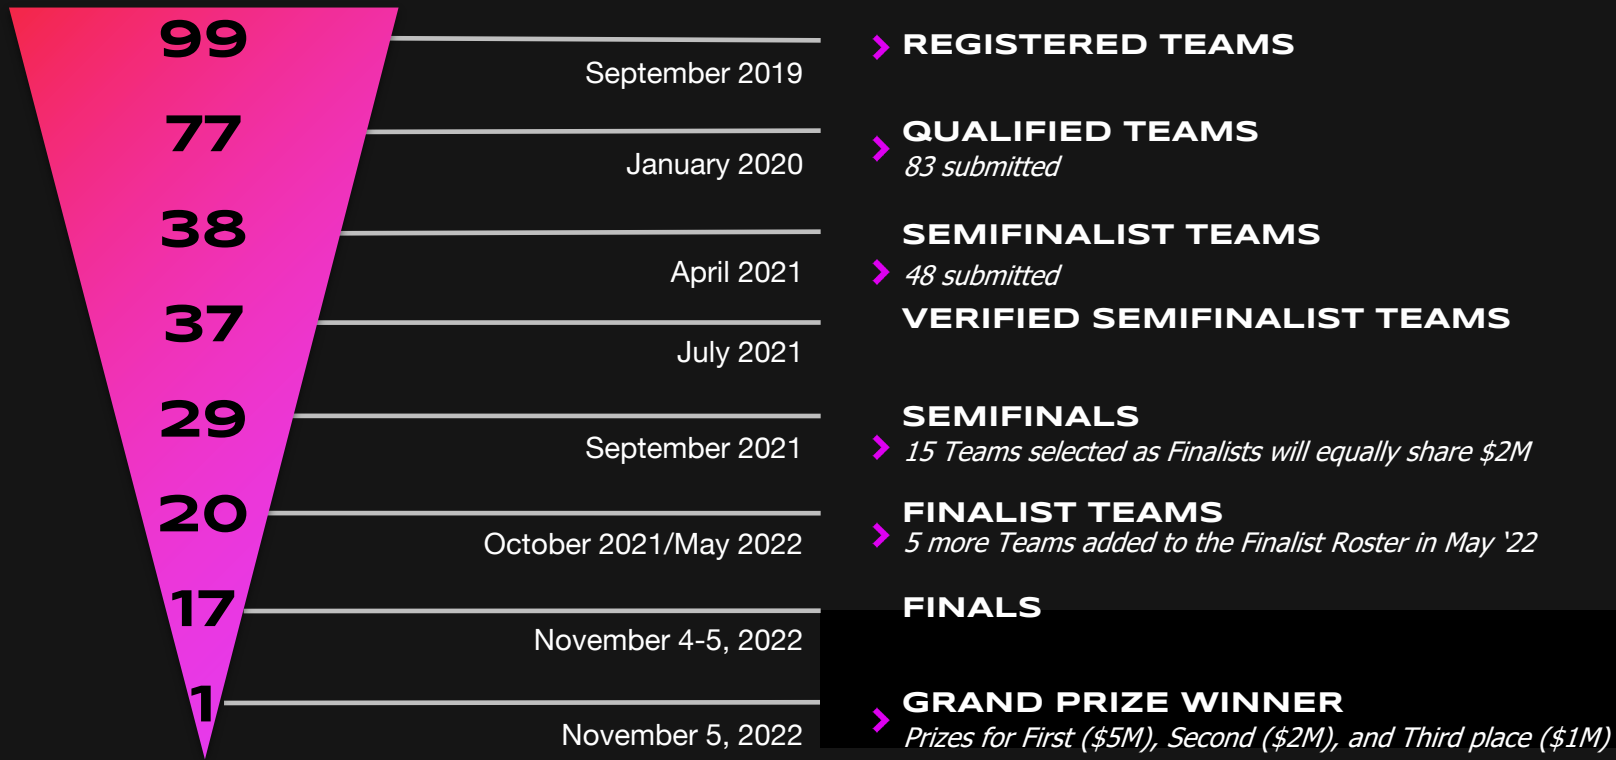 99
September 2019
REGISTERED TEAMS
77
January 2020
QUALIFIED TEAMS
83 submitted
38
April 2021
SEMIFINALIST TEAMS
48 submitted
37
July 2021
VERIFIED SEMIFINALIST TEAMS
29
September 2021
SEMIFINALS
15 Teams selected as Finalists will equally share $2M
20
October 2021/May 2022
FINALIST TEAMS
5 more Teams added to the Finalist Roster in May ‘22
17
November 4-5, 2022
FINALS
1
November 5, 2022
GRAND PRIZE WINNER
Prizes for First ($5M), Second ($2M), and Third place ($1M)